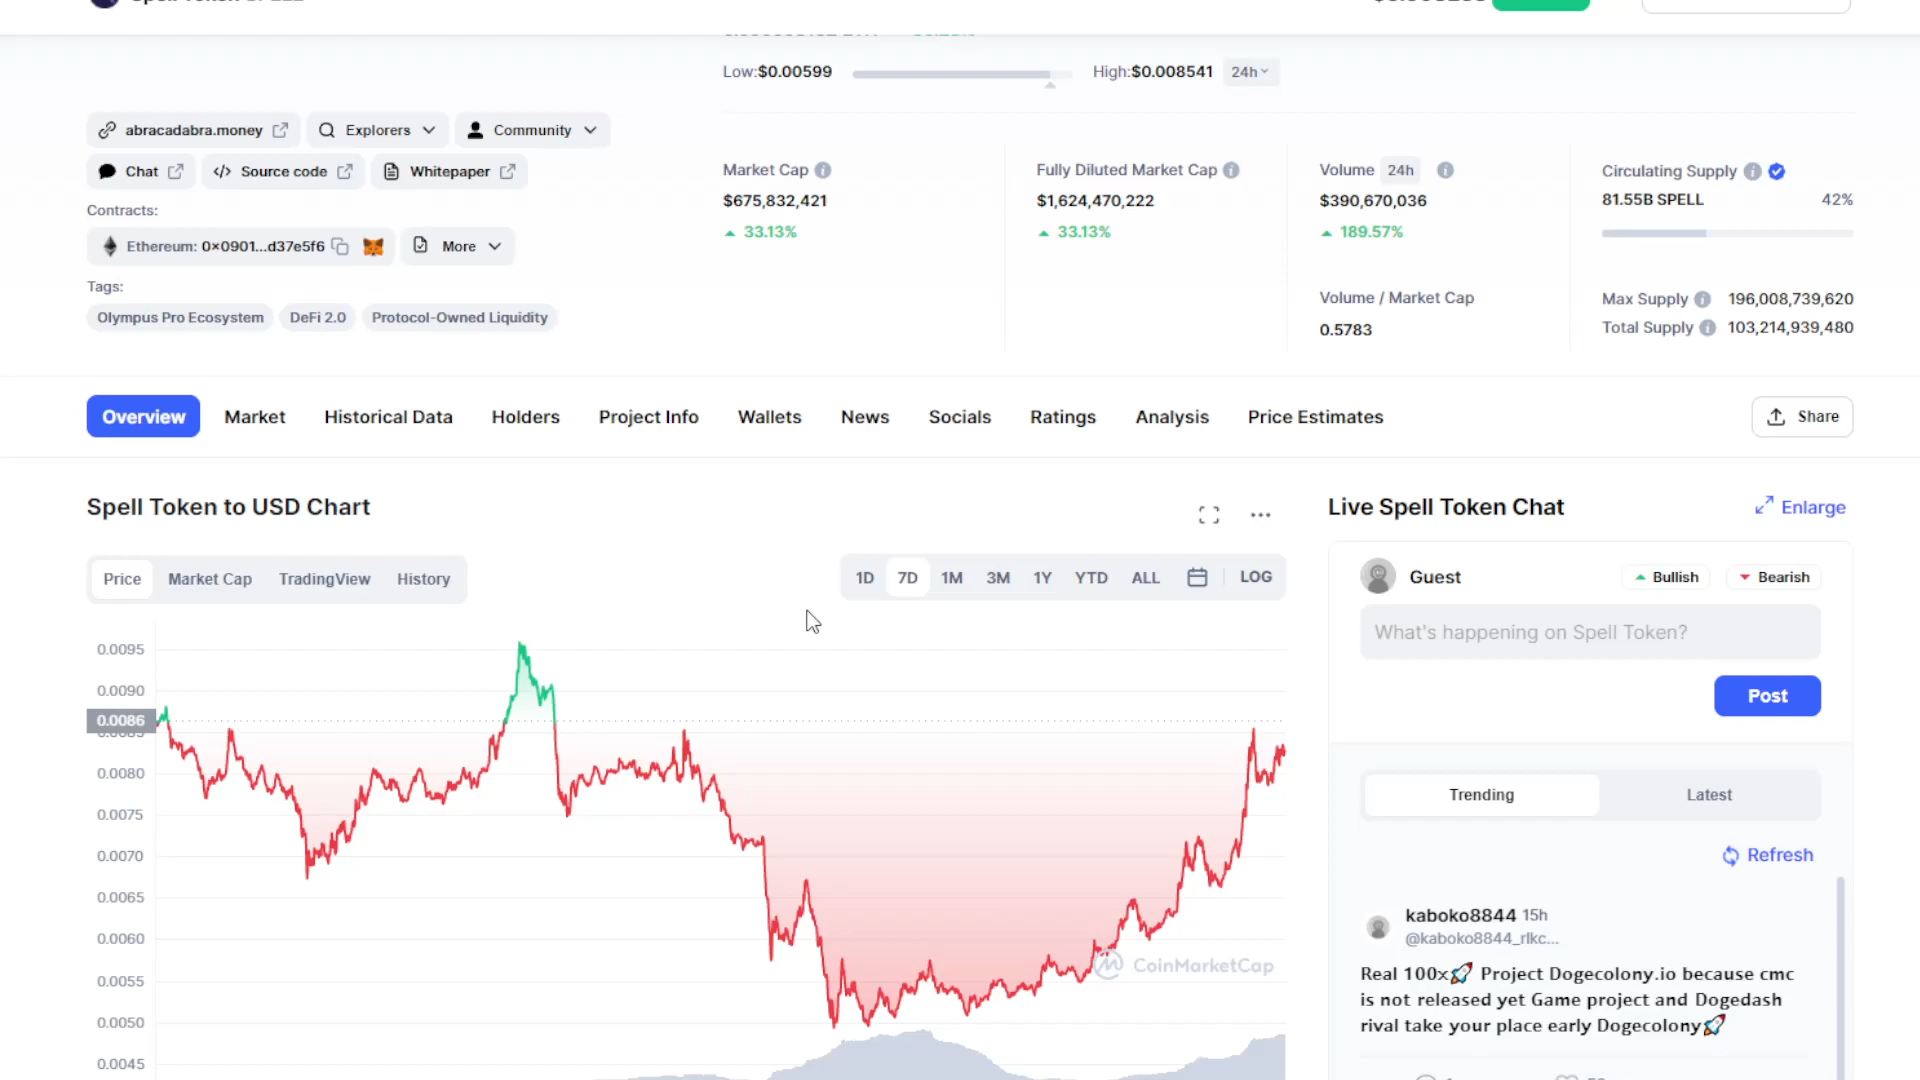 Low:$0.00599
High:$0.008541
24h
abracadabra.money
Explorers
Community
Chat
Source code
Whitepaper
Contracts:
Ethereum: 0x0901...d37e5f6
More
Tags:
Olympus Pro Ecosystem
DeFi 2.0
Protocol-Owned Liquidity
Market Cap
$675,832,421
33.13%
Fully Diluted Market Cap
$1,624,470,222
33.13%
Volume 24h
$390,670,036
189.57%
Volume / Market Cap
0.5783
Circulating Supply
81.55B SPELL
42%
Max Supply 196,008,739,620
Total Supply 103,214,939,480
Overview
Market
Historical Data
Holders
Project Info
Wallets
News
Socials
Ratings
Analysis
Price Estimates
Share
Spell Token to USD Chart
Price
Market Cap
TradingView
History
1D
7D
1M
3M
1Y
YTD
ALL
LOG
0.0095
0.0090
0.0086
0.0085
0.0080
0.0075
0.0070
0.0065
0.0060
0.0055
0.0050
0.0045
CoinMarketCap
Live Spell Token Chat
Enlarge
Guest
Bullish
Bearish
What's happening on Spell Token?
Post
Trending
Latest
Refresh
kaboko8844 15h
@kaboko8844_rlkc...
Real 100x🚀 Project Dogecolony.io because cmc
is not released yet Game project and Dogedash
rival take your place early Dogecolony🚀